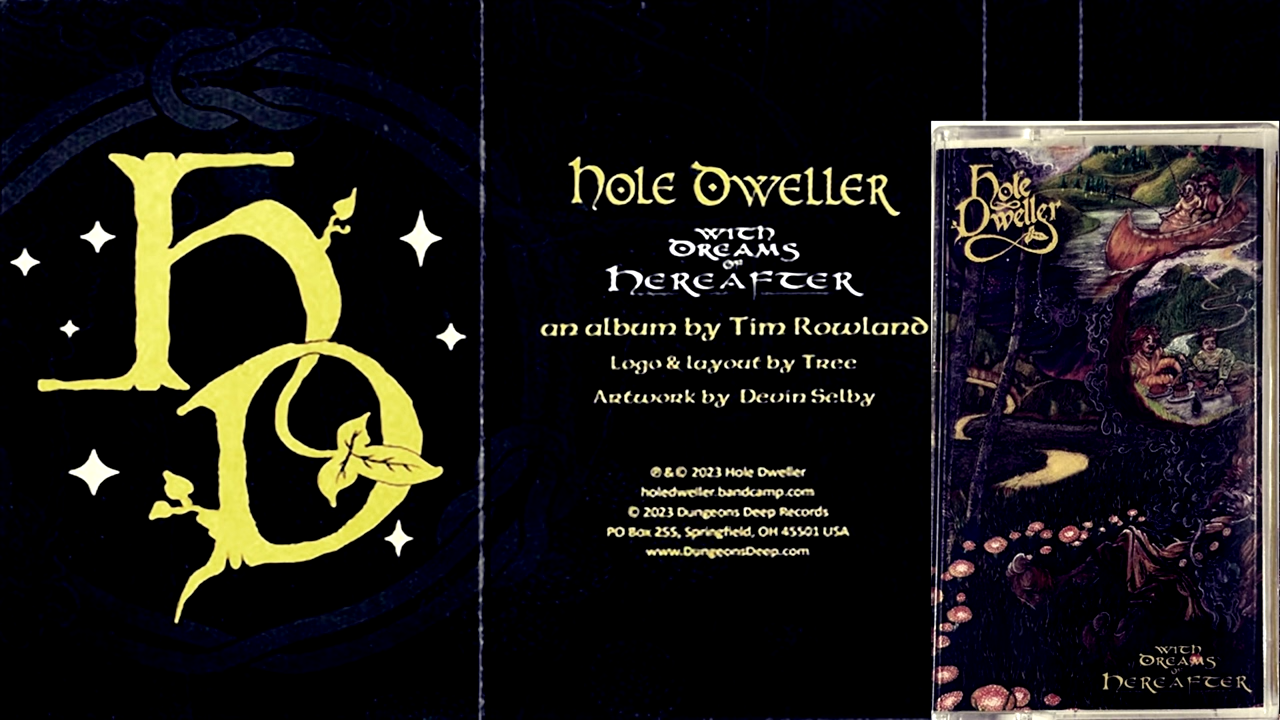 HD
Hole Dweller
with
Dreams
of
Hereafter
an album by Tim Rowland
Logo & layout by Tree
Artwork by Devin Selby
℗ & © 2023 Hole Dweller
holedweller.bandcamp.com
© 2023 Dungeons Deep Records
PO Box 255, Springfield, OH 45501 USA
www.DungeonsDeep.com
Hole
Dweller
with
Dreams
of
Hereafter